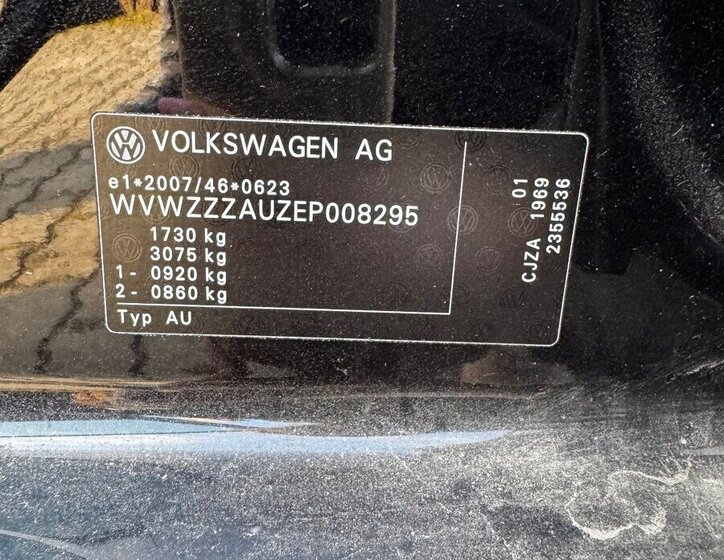 VOLKSWAGEN AG
e1*2007/46*0623
WVWZZZAUZEP008295
1730 kg
3075 kg
1- 0920 kg
2- 0860 kg
Typ AU
01
CJZA 1969
2355536